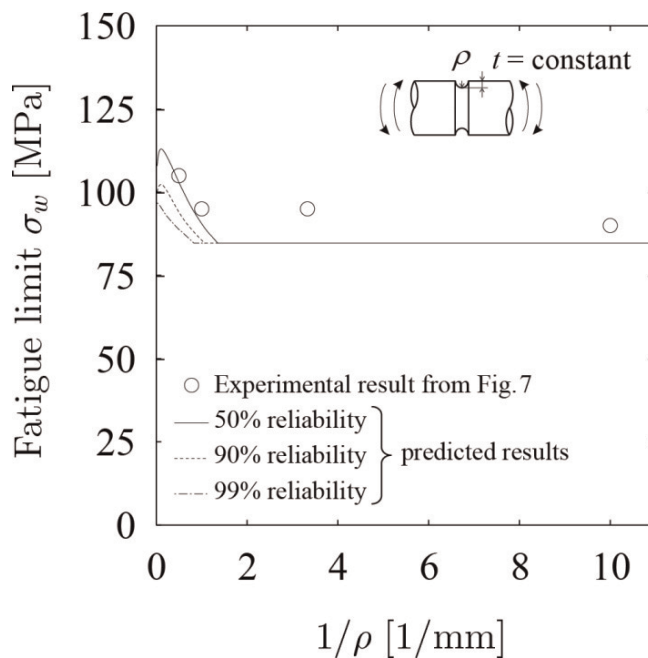 150
125
100
75
50
25
0
Fatigue limit σ_w [MPa]
ρ t = constant
Experimental result from Fig. 7
50% reliability
90% reliability
99% reliability
predicted results
0 2 4 6 8 10
1/ρ [1/mm]